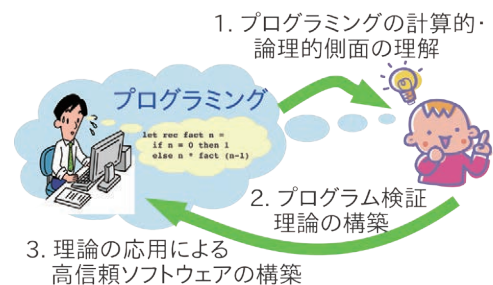 1. プログラミングの計算的・
論理的側面の理解
プログラミング
let rec fact n =
if n = 0 then 1
else n * fact (n-1)
2. プログラム検証
理論の構築
3. 理論の応用による
高信頼ソフトウェアの構築